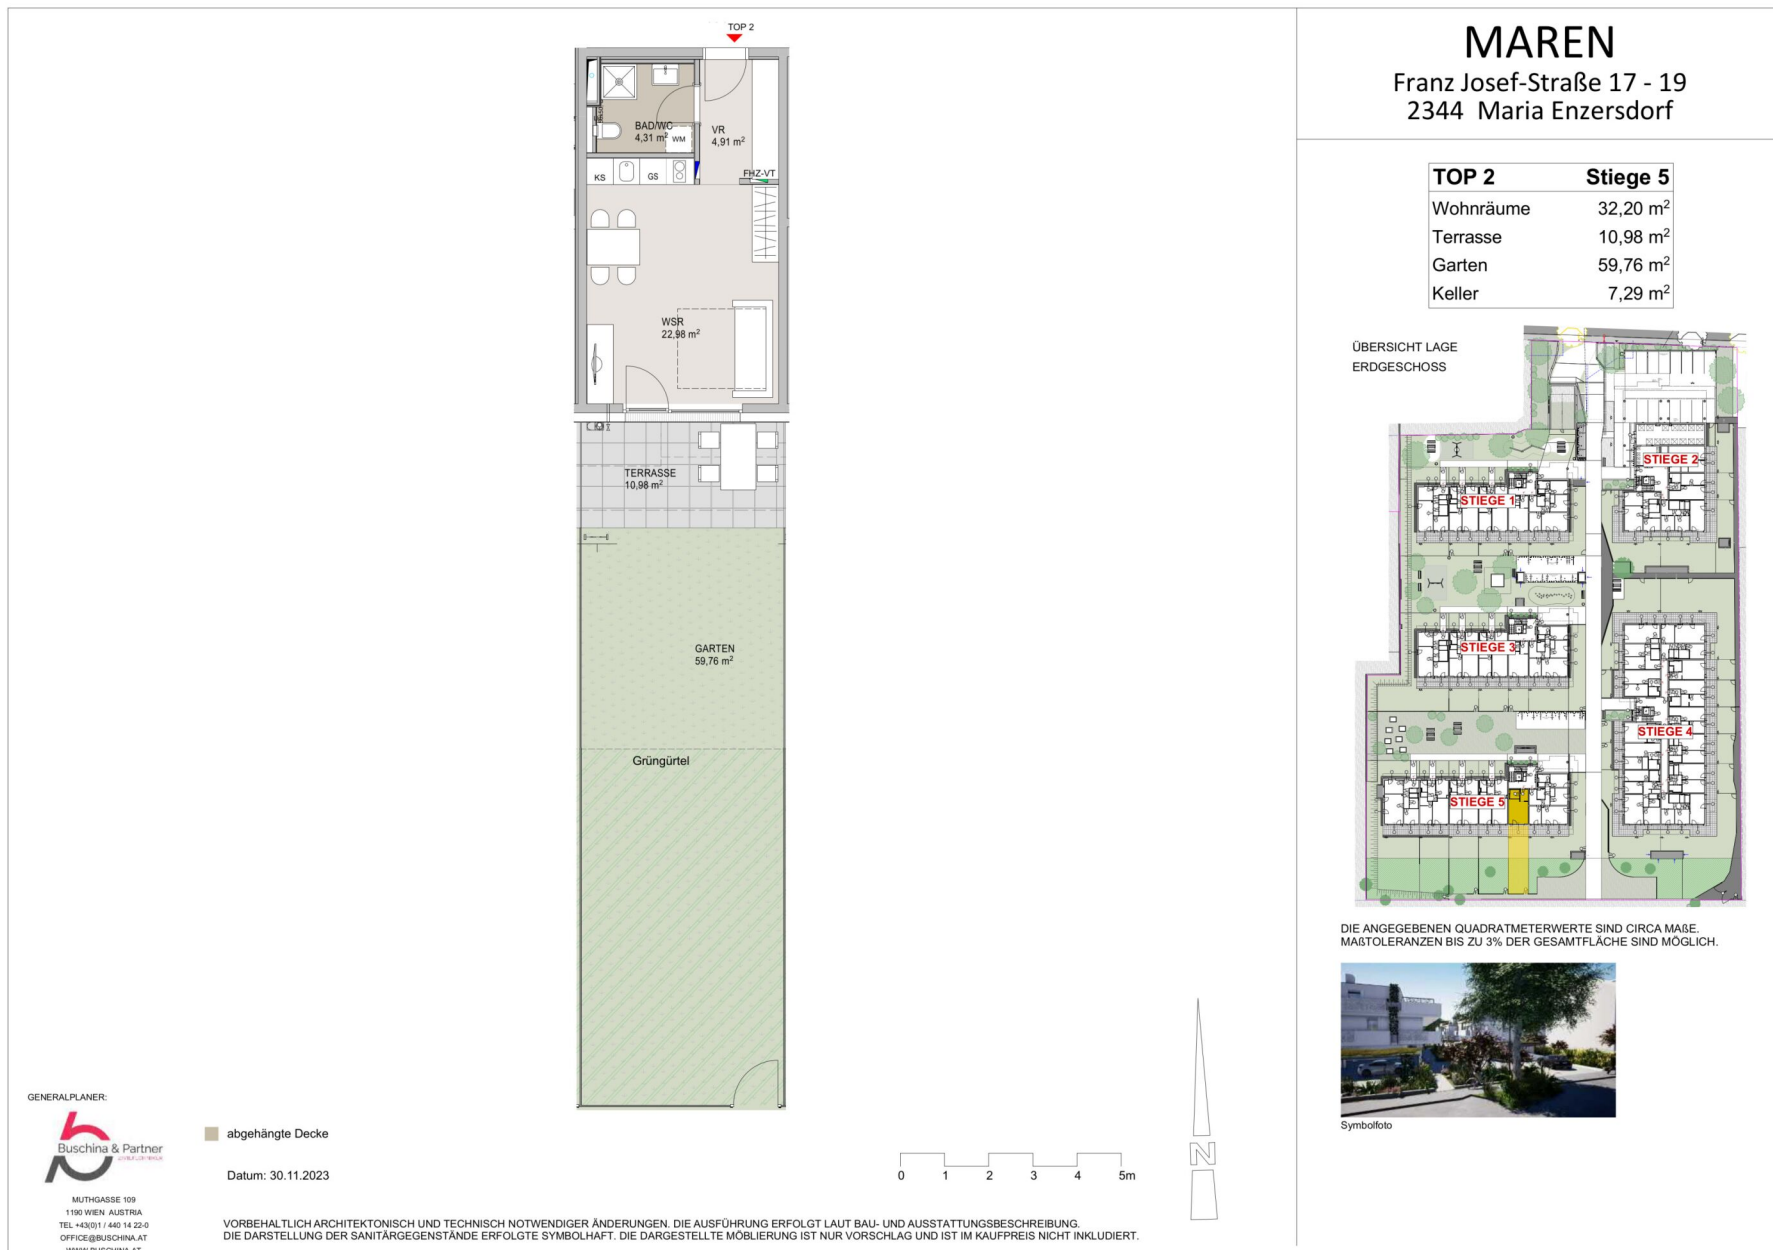 TOP 2
BAD/WC
4,31 m²
WM
VR
4,91 m²
KS
GS
FHZ-VT
WSR
22,98 m²
TERRASSE
10,98 m²
GARTEN
59,76 m²
Grüngürtel
GENERALPLANER:
Buschina & Partner
MUTHGASSE 109
1190 WIEN AUSTRIA
TEL +43(0)1 / 440 14 22-0
OFFICE@BUSCHINA.AT
WWW.BUSCHINA.AT
abgehängte Decke
Datum: 30.11.2023
0 1 2 3 4 5m
N
VORBEHALTLICH ARCHITEKTONISCH UND TECHNISCH NOTWENDIGER ÄNDERUNGEN. DIE AUSFÜHRUNG ERFOLGT LAUT BAU- UND AUSSTATTUNGSBESCHREIBUNG.
DIE DARSTELLUNG DER SANITÄRGEGENSTÄNDE ERFOLGTE SYMBOLHAFT. DIE DARGESTELLTE MÖBLIERUNG IST NUR VORSCHLAG UND IST IM KAUFPREIS NICHT INKLUDIERT.
MAREN
Franz Josef-Straße 17 - 19
2344 Maria Enzersdorf
TOP 2 Stiege 5
Wohnräume 32,20 m²
Terrasse 10,98 m²
Garten 59,76 m²
Keller 7,29 m²
ÜBERSICHT LAGE
ERDGESCHOSS
STIEGE 2
STIEGE 1
STIEGE 3
STIEGE 4
STIEGE 5
DIE ANGEGEBENEN QUADRATMETERWERTE SIND CIRCA MAßE.
MAßTOLERANZEN BIS ZU 3% DER GESAMTFLÄCHE SIND MÖGLICH.
Symbolfoto